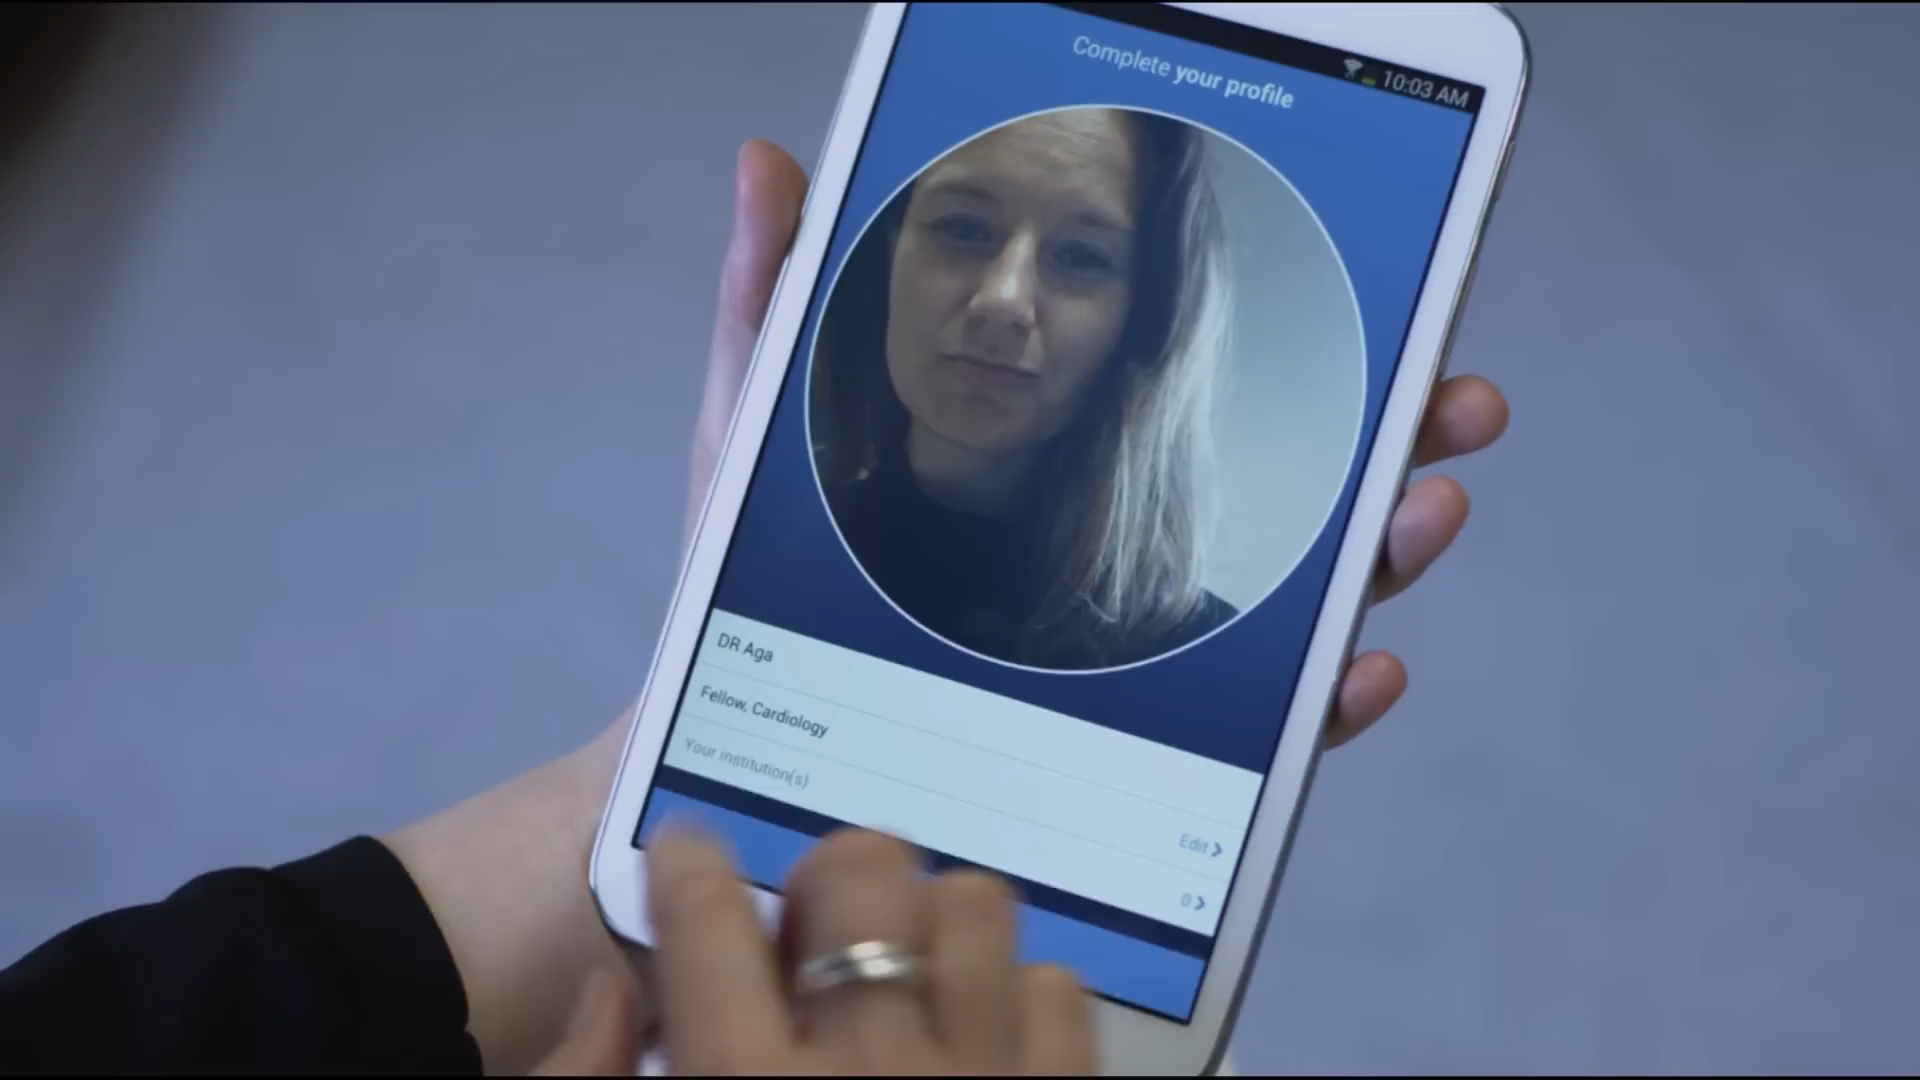 10:03 AM
Complete your profile
DR Aga
Fellow, Cardiology
Edit
Your institution(s)
0